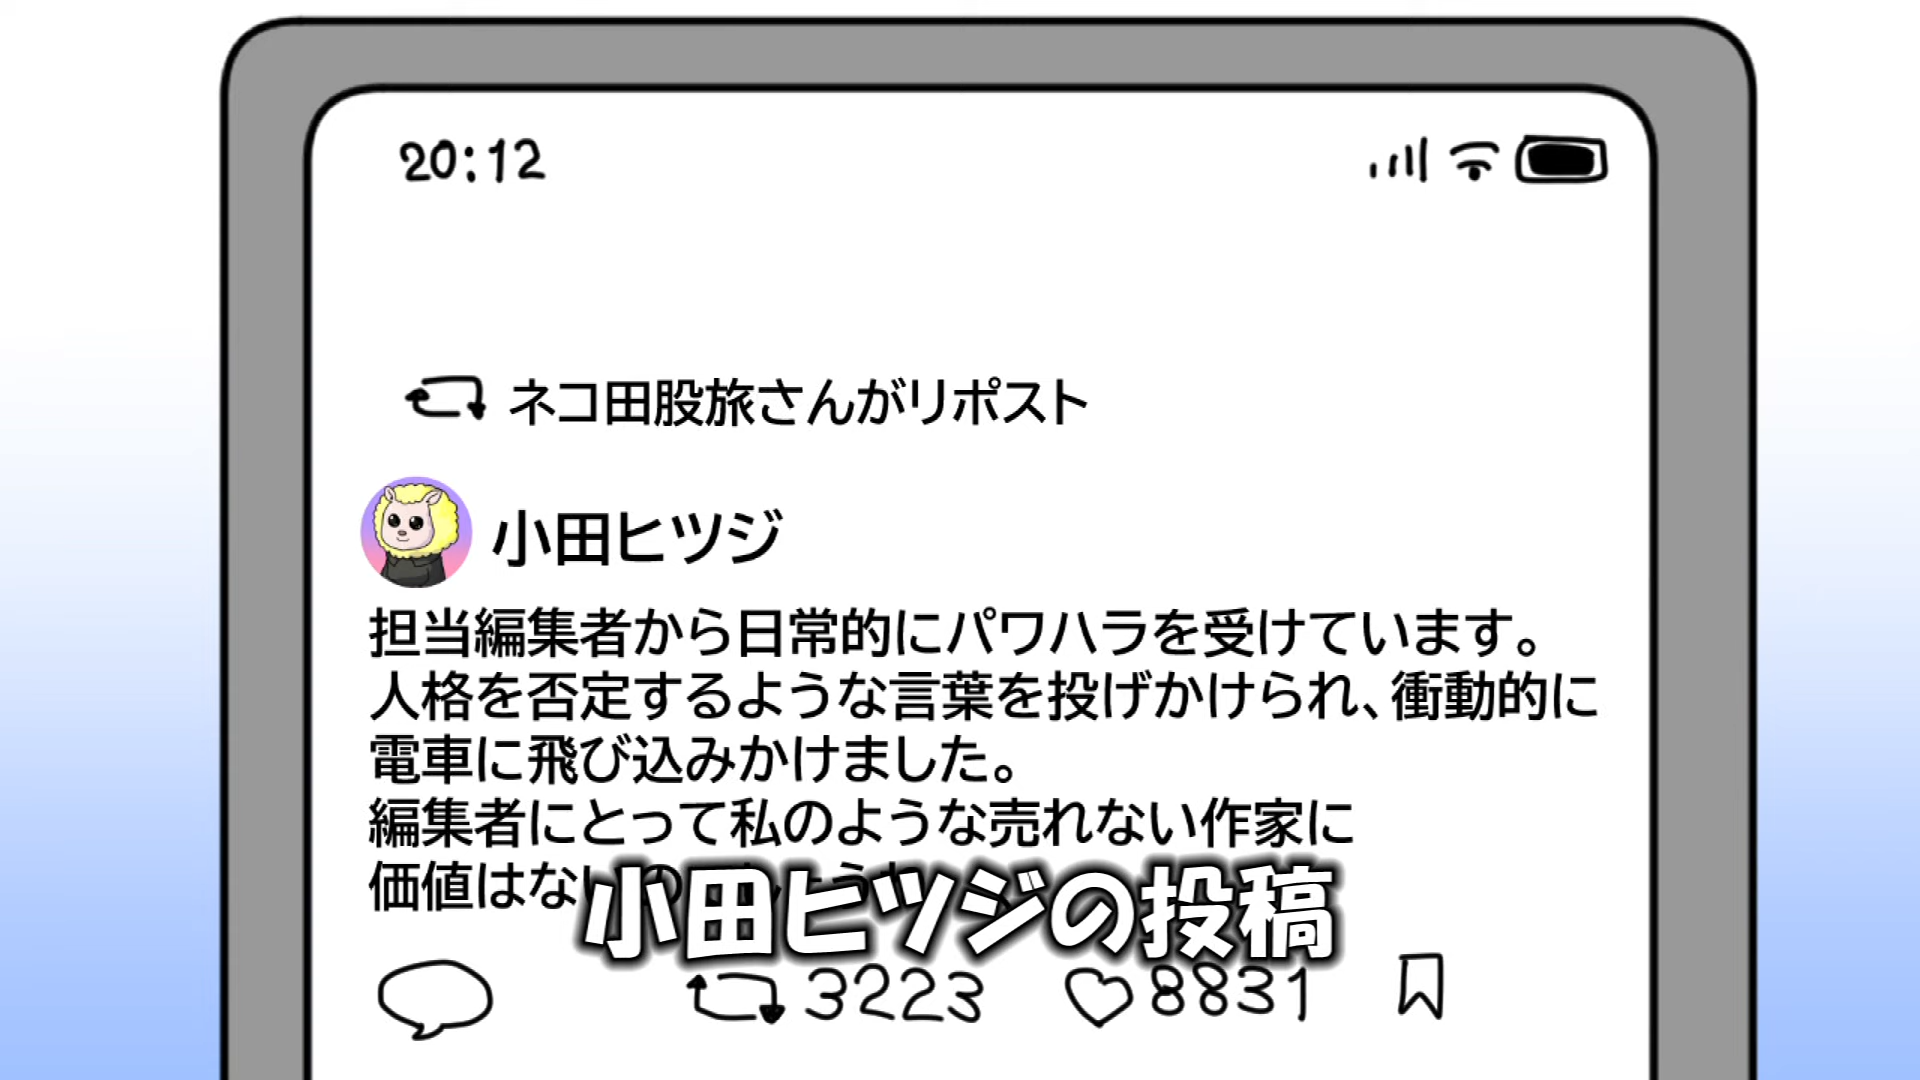 20:12
ネコ田股旅さんがリポスト
小田ヒツジ
担当編集者から日常的にパワハラを受けています。
人格を否定するような言葉を投げかけられ、衝動的に
電車に飛び込みかけました。
編集者にとって私のような売れない作家に
価値はない
小田ヒツジの投稿
3223 8831